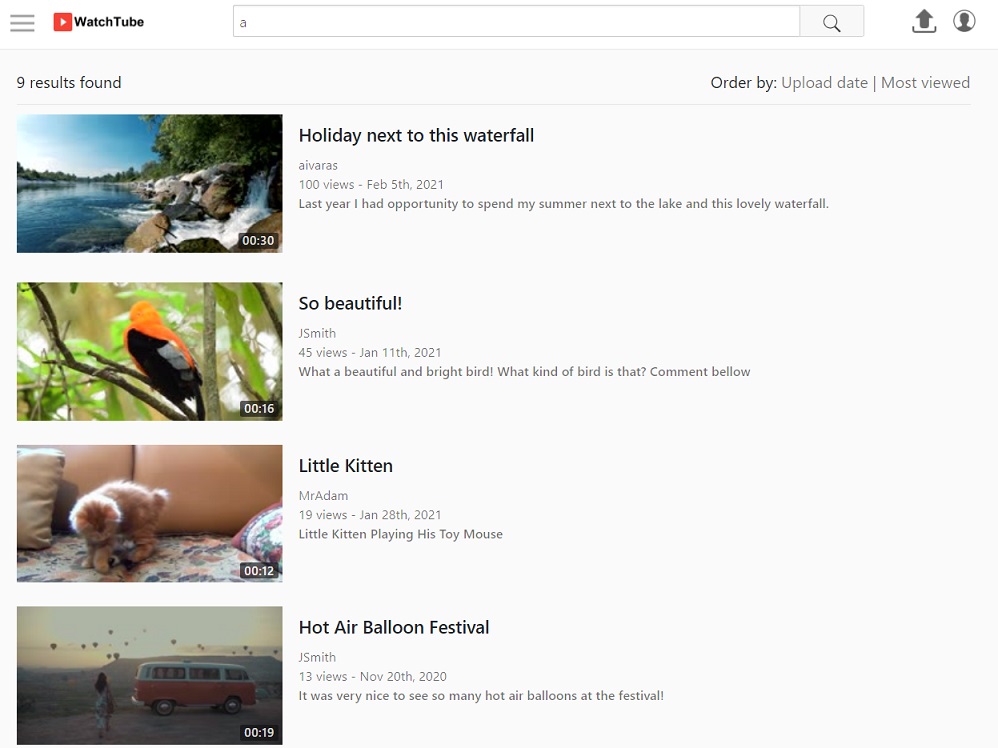 WatchTube
a
9 results found
Order by: Upload date | Most viewed
Holiday next to this waterfall
aivaras
100 views - Feb 5th, 2021
Last year I had opportunity to spend my summer next to the lake and this lovely waterfall.
00:30
So beautiful!
JSmith
45 views - Jan 11th, 2021
What a beautiful and bright bird! What kind of bird is that? Comment bellow
00:16
Little Kitten
MrAdam
19 views - Jan 28th, 2021
Little Kitten Playing His Toy Mouse
00:12
Hot Air Balloon Festival
JSmith
13 views - Nov 20th, 2020
It was very nice to see so many hot air balloons at the festival!
00:19